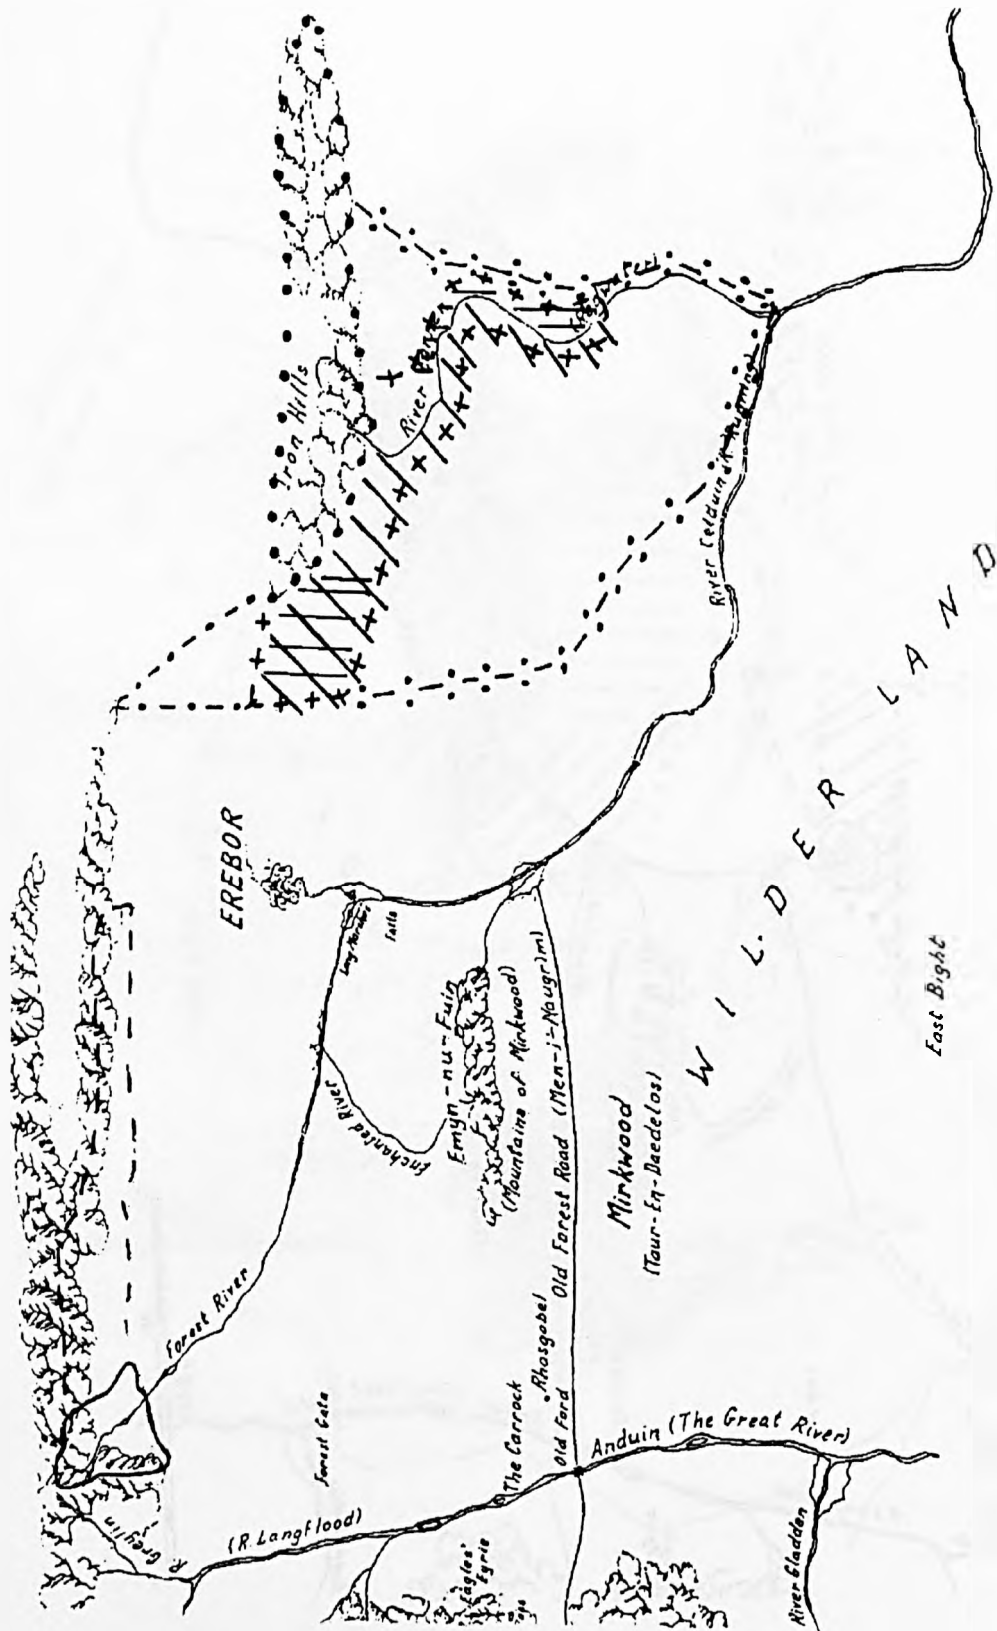 Iron Hills
River
River Celduin
EREBOR
Long Marshes
Falls
Enchanted River
Emyn-nu-Fuin
(Mountains of Mirkwood)
Forest River
Forest Gate
R. Greylin
(R. Langflood)
The Carrock
Eagles'
Eyrie
Rhosgobel
Old Ford
Old Forest Road (Men-i-Naugrim)
Mirkwood
(Tour-En-Daedelos)
Anduin (The Great River)
River Gladden
WILDERLAND
East Bight